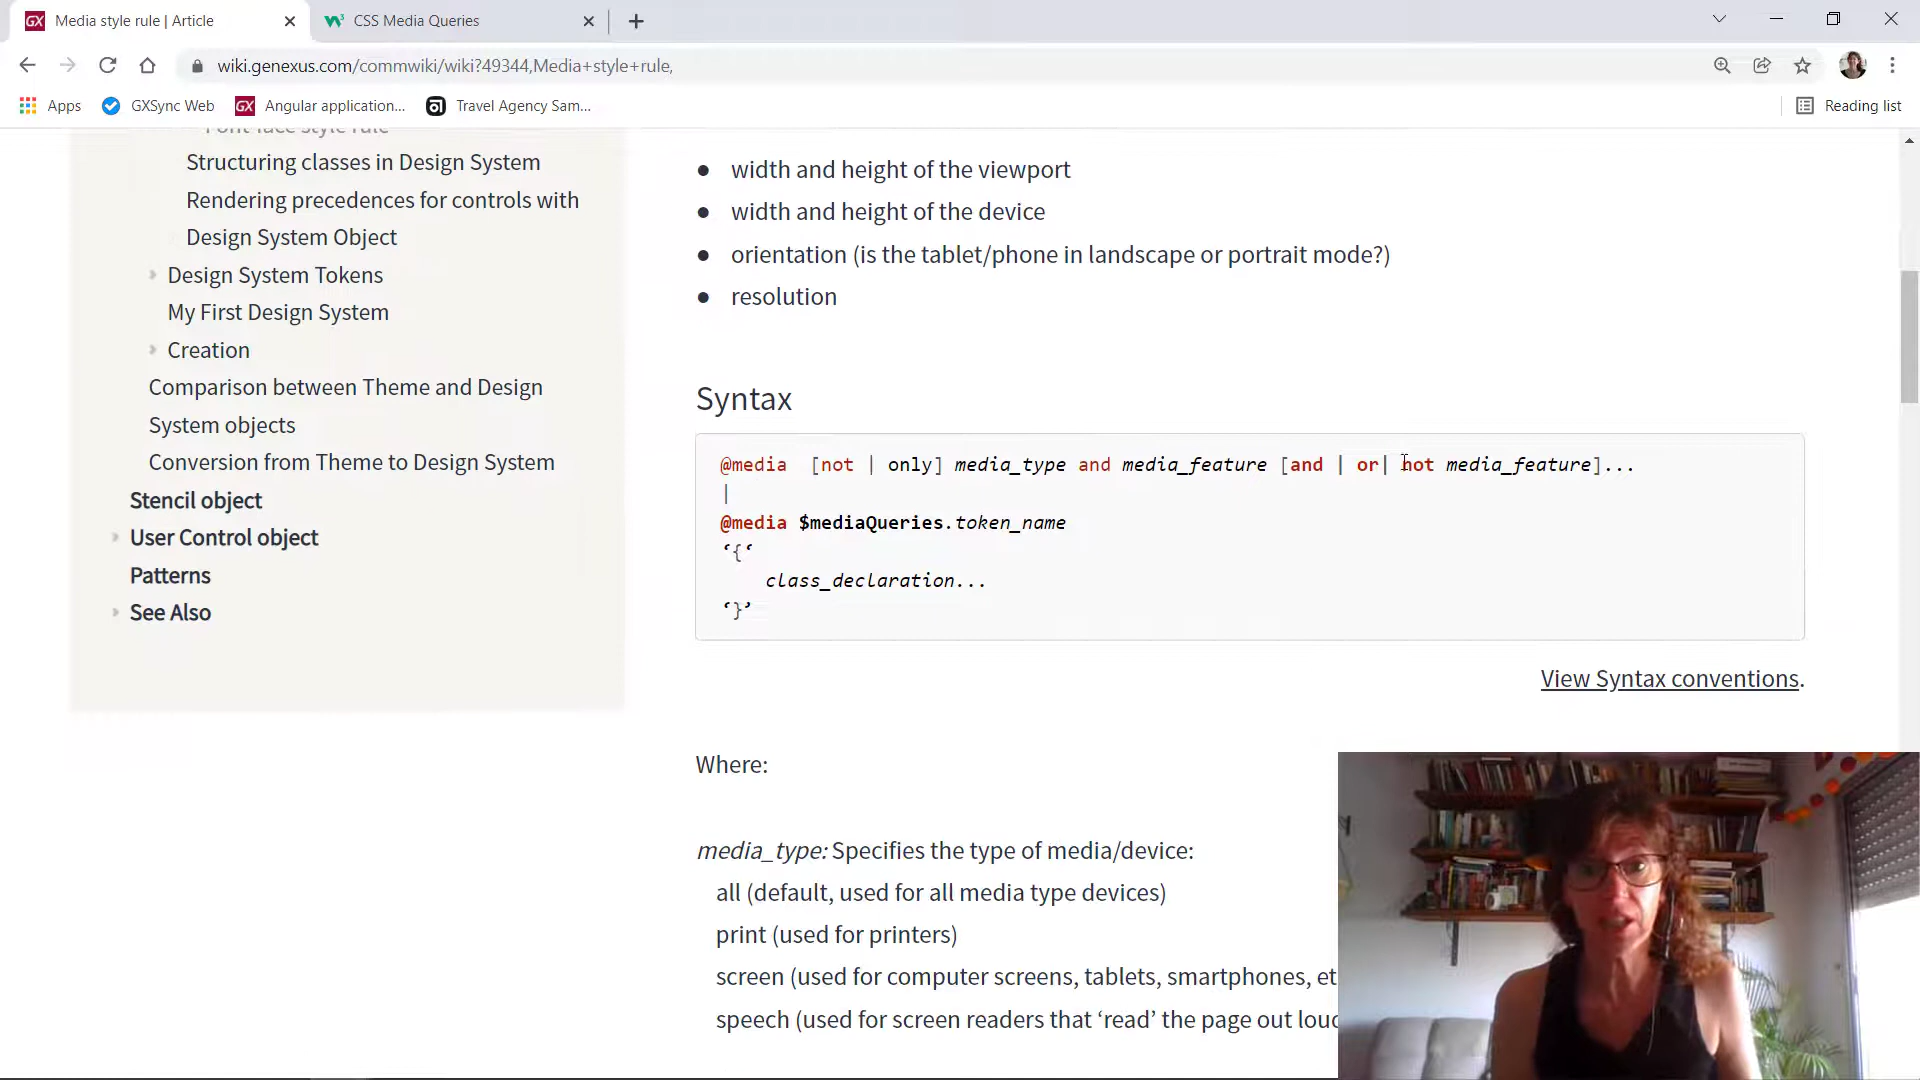 Media style rule | Article
CSS Media Queries
wiki.genexus.com/commwiki/wiki?49344,Media+style+rule,
Apps
GXSync Web
GX
Angular application...
Travel Agency Sam...
Reading list
Font-face style rule
Structuring classes in Design System
Rendering precedences for controls with
Design System Object
Design System Tokens
My First Design System
Creation
Comparison between Theme and Design
System objects
Conversion from Theme to Design System
Stencil object
User Control object
Patterns
See Also
● width and height of the viewport
● width and height of the device
● orientation (is the tablet/phone in landscape or portrait mode?)
● resolution
Syntax
@media [not | only] media_type and media_feature [and | or| not media_feature]...
|
@media $mediaQueries.token_name
‘{‘
class_declaration...
‘}’
View Syntax conventions.
Where:
media_type: Specifies the type of media/device:
all (default, used for all media type devices)
print (used for printers)
screen (used for computer screens, tablets, smartphones, et
speech (used for screen readers that ‘read’ the page out loud